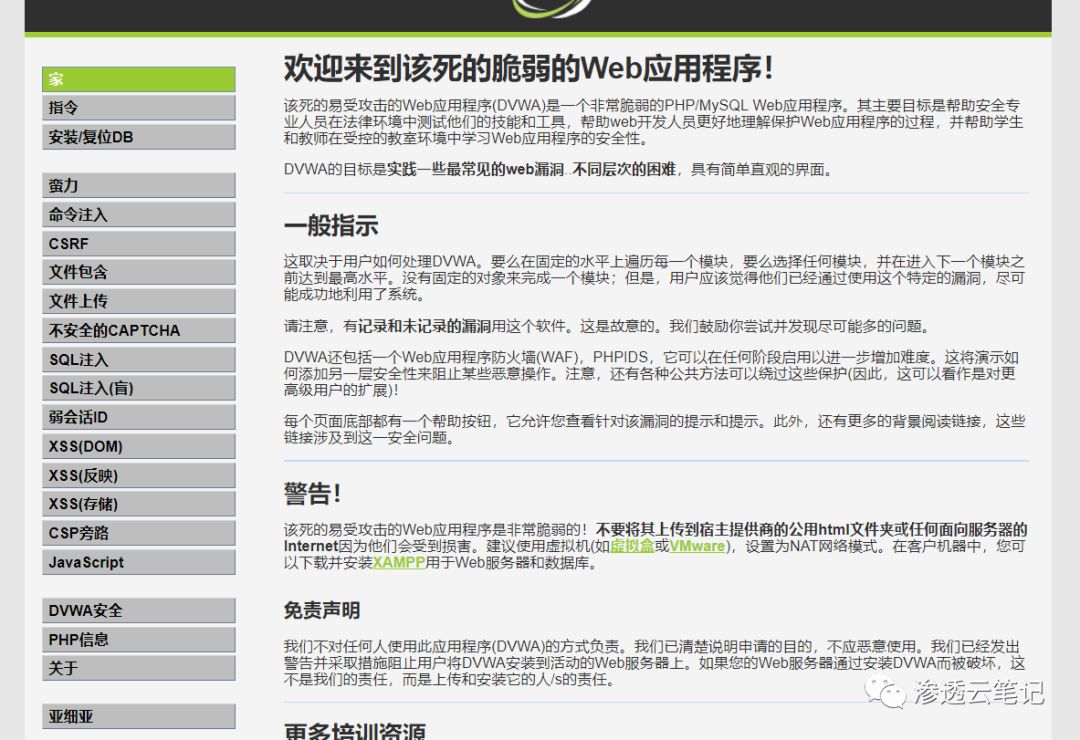 家
指令
安装/复位DB
蛮力
命令注入
CSRF
文件包含
文件上传
不安全的CAPTCHA
SQL注入
SQL注入(盲)
弱会话ID
XSS(DOM)
XSS(反映)
XSS(存储)
CSP旁路
JavaScript
DVWA安全
PHP信息
关于
亚细亚
欢迎来到该死的脆弱的Web应用程序!
该死的易受攻击的Web应用程序(DVWA)是一个非常脆弱的PHP/MySQL Web应用程序。其主要目标是帮助安全专
业人员在法律环境中测试他们的技能和工具，帮助web开发人员更好地理解保护Web应用程序的过程，并帮助学生
和教师在受控的教室环境中学习Web应用程序的安全性。
DVWA的目标是实践一些最常见的web漏洞..不同层次的困难，具有简单直观的界面。
一般指示
这取决于用户如何处理DVWA。要么在固定的水平上遍历每一个模块，要么选择任何模块，并在进入下一个模块之
前达到最高水平。没有固定的对象来完成一个模块；但是，用户应该觉得他们已经通过使用这个特定的漏洞，尽可
能成功地利用了系统。
请注意，有记录和未记录的漏洞用这个软件。这是故意的。我们鼓励你尝试并发现尽可能多的问题。
DVWA还包括一个Web应用程序防火墙(WAF)，PHPIDS，它可以在任何阶段启用以进一步增加难度。这将演示如
何添加另一层安全性来阻止某些恶意操作。注意，还有各种公共方法可以绕过这些保护(因此，这可以看作是对更
高级用户的扩展)!
每个页面底部都有一个帮助按钮，它允许您查看针对该漏洞的提示和提示。此外，还有更多的背景阅读链接，这些
链接涉及到这一安全问题。
警告!
该死的易受攻击的Web应用程序是非常脆弱的！不要将其上传到宿主提供商的公用html文件夹或任何面向服务器的
Internet因为他们会受到损害。建议使用虚拟机(如虚拟盒或VMware)，设置为NAT网络模式。在客户机器中，您可
以下载并安装XAMPP用于Web服务器和数据库。
免责声明
我们不对任何人使用此应用程序(DVWA)的方式负责。我们已清楚说明申请的目的，不应恶意使用。我们已经发出
警告并采取措施阻止用户将DVWA安装到活动的Web服务器上。如果您的Web服务器通过安装DVWA而被破坏，这
不是我们的责任，而是上传和安装它的人/s的责任。
更多培训资源
渗透云笔记